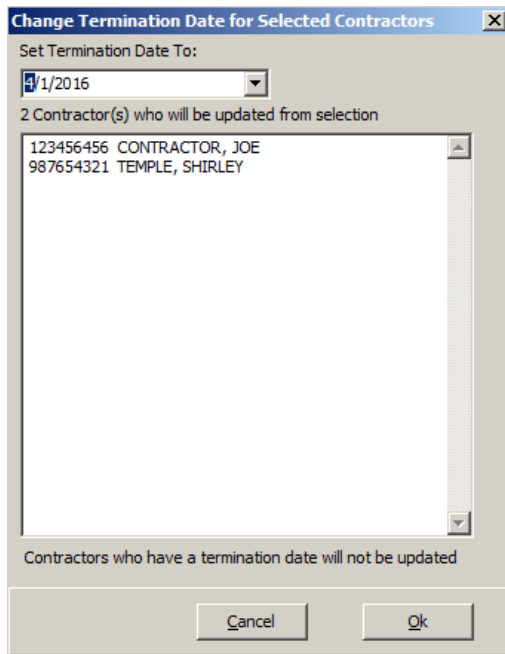 Change Termination Date for Selected Contractors
Set Termination Date To:
4/1/2016
2 Contractor(s) who will be updated from selection
123456456 CONTRACTOR, JOE
987654321 TEMPLE, SHIRLEY
Contractors who have a termination date will not be updated
Cancel Ok